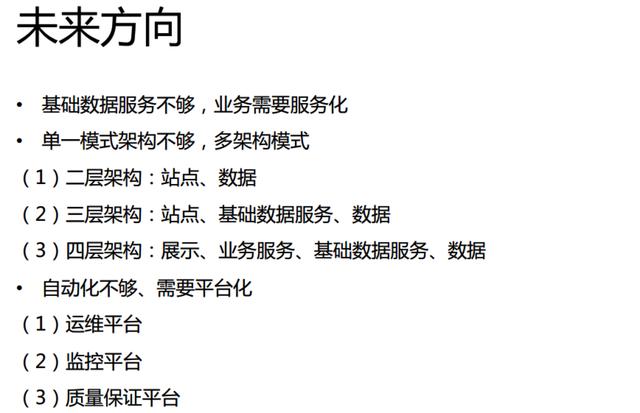 未来方向
• 基础数据服务不够，业务需要服务化
• 单一模式架构不够，多架构模式
（1）二层架构：站点、数据
（2）三层架构：站点、基础数据服务、数据
（3）四层架构：展示、业务服务、基础数据服务、数据
• 自动化不够、需要平台化
（1）运维平台
（2）监控平台
（3）质量保证平台